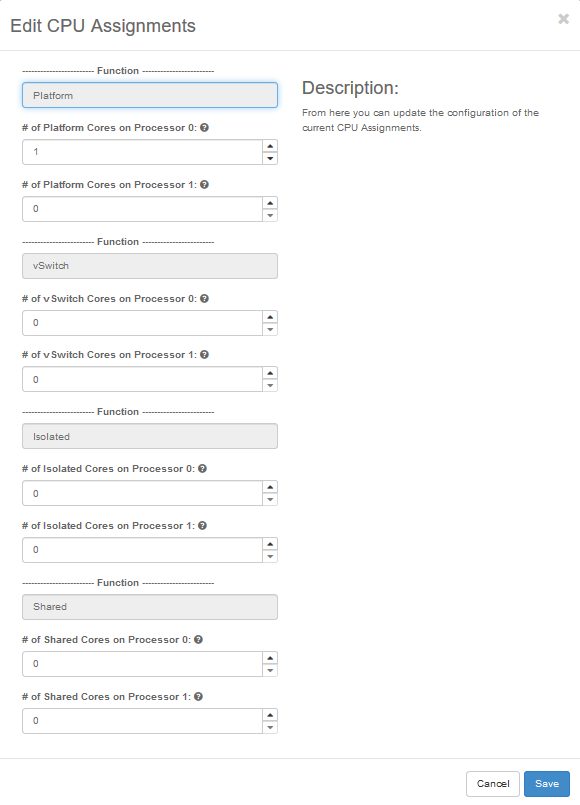 Edit CPU Assignments
×
------------------------ Function ------------------------
Platform
# of Platform Cores on Processor 0:
1
# of Platform Cores on Processor 1:
0
------------------------ Function ------------------------
vSwitch
# of vSwitch Cores on Processor 0:
0
# of vSwitch Cores on Processor 1:
0
------------------------ Function ------------------------
Isolated
# of Isolated Cores on Processor 0:
0
# of Isolated Cores on Processor 1:
0
------------------------ Function ------------------------
Shared
# of Shared Cores on Processor 0:
0
# of Shared Cores on Processor 1:
0
Description:
From here you can update the configuration of the
current CPU Assignments.
Cancel
Save